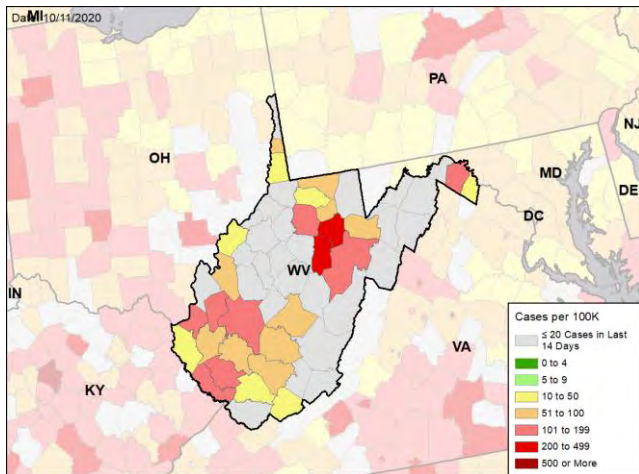 Date: 10/11/2020
MI
PA
NJ
OH
MD
DE
DC
WV
IN
VA
KY
Cases per 100K
≤ 20 Cases in Last
14 Days
0 to 4
5 to 9
10 to 50
51 to 100
101 to 199
200 to 499
500 or More